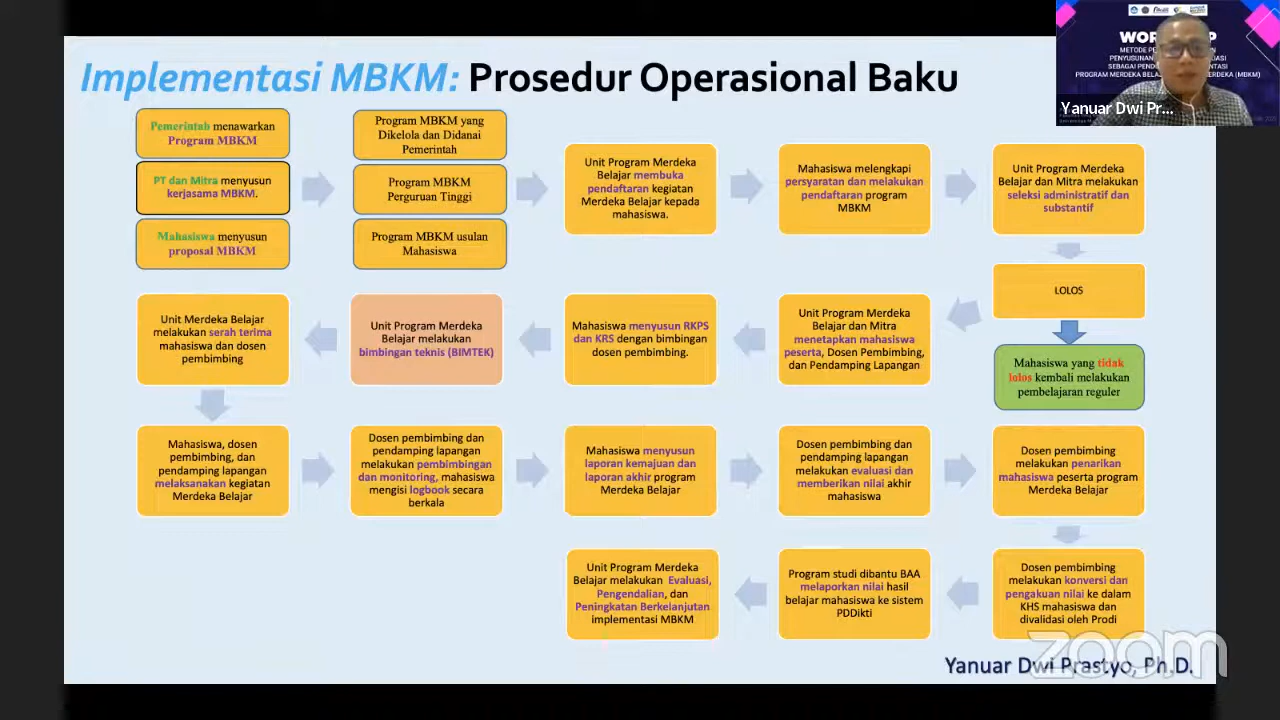 Implementasi MBKM: Prosedur Operasional Baku
Pemerintah menawarkan
Program MBKM
PT dan Mitra menyusun
kerjasama MBKM.
Mahasiswa menyusun
proposal MBKM
Program MBKM yang
Dikelola dan Didanai
Pemerintah
Program MBKM
Perguruan Tinggi
Program MBKM usulan
Mahasiswa
Unit Program Merdeka
Belajar membuka
pendaftaran kegiatan
Merdeka Belajar kepada
mahasiswa.
Mahasiswa melengkapi
persyaratan dan melakukan
pendaftaran program
MBKM
Unit Program Merdeka
Belajar dan Mitra melakukan
seleksi administratif dan
substantif
LOLOS
Mahasiswa yang tidak
lolos kembali melakukan
pembelajaran reguler
Unit Program Merdeka
Belajar dan Mitra
menetapkan mahasiswa
peserta, Dosen Pembimbing,
dan Pendamping Lapangan
Mahasiswa menyusun RKPS
dan KRS dengan bimbingan
dosen pembimbing.
Unit Program Merdeka
Belajar melakukan
bimbingan teknis (BIMTEK)
Unit Merdeka Belajar
melakukan serah terima
mahasiswa dan dosen
pembimbing
Mahasiswa, dosen
pembimbing, dan
pendamping lapangan
melaksanakan kegiatan
Merdeka Belajar
Dosen pembimbing dan
pendamping lapangan
melakukan pembimbingan
dan monitoring, mahasiswa
mengisi logbook secara
berkala
Mahasiswa menyusun
laporan kemajuan dan
laporan akhir program
Merdeka Belajar
Dosen pembimbing dan
pendamping lapangan
melakukan evaluasi dan
memberikan nilai akhir
mahasiswa
Dosen pembimbing
melakukan penarikan
mahasiswa peserta program
Merdeka Belajar
Dosen pembimbing
melakukan konversi dan
pengakuan nilai ke dalam
KHS mahasiswa dan
divalidasi oleh Prodi
Program studi dibantu BAA
melaporkan nilai hasil
belajar mahasiswa ke sistem
PDDikti
Unit Program Merdeka
Belajar melakukan Evaluasi,
Pengendalian, dan
Peningkatan Berkelanjutan
implementasi MBKM
Yanuar Dwi Prastyo, Ph.D.
zoom
Yanuar Dwi Pr...